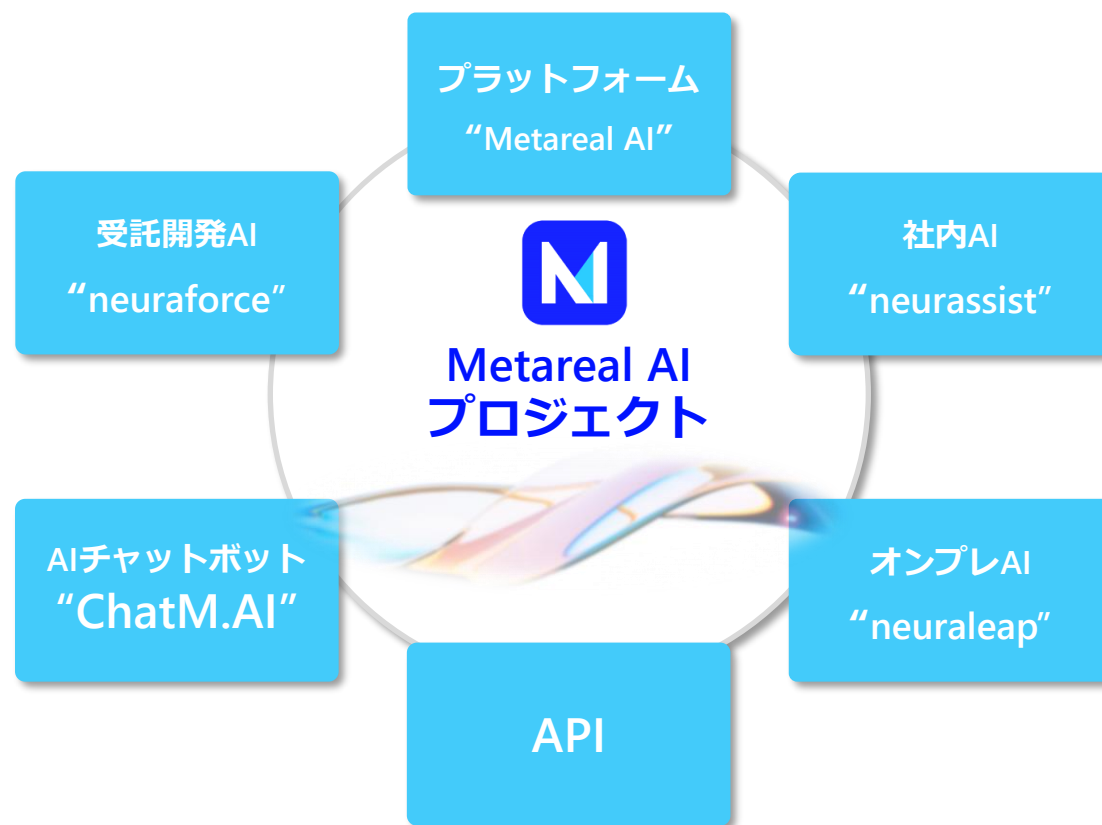 プラットフォーム
“Metareal AI”
受託開発AI
“neuraforce”
社内AI
“neurassist”
Metareal AI
プロジェクト
AIチャットボット
“ChatM.AI”
オンプレAI
“neuraleap”
API